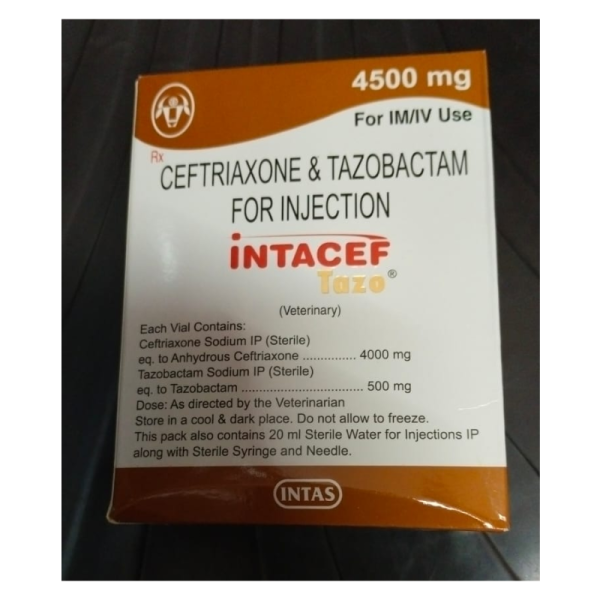 4500 mg
For IM/IV Use
Rx
CEFTRIAXONE & TAZOBACTAM
FOR INJECTION
INTACEF
Tazo®
(Veterinary)
Each Vial Contains:
Ceftriaxone Sodium IP (Sterile)
eq. to Anhydrous Ceftriaxone ................ 4000 mg
Tazobactam Sodium IP (Sterile)
eq. to Tazobactam ................................... 500 mg
Dose: As directed by the Veterinarian
Store in a cool & dark place. Do not allow to freeze.
This pack also contains 20 ml Sterile Water for Injections IP
along with Sterile Syringe and Needle.
INTAS